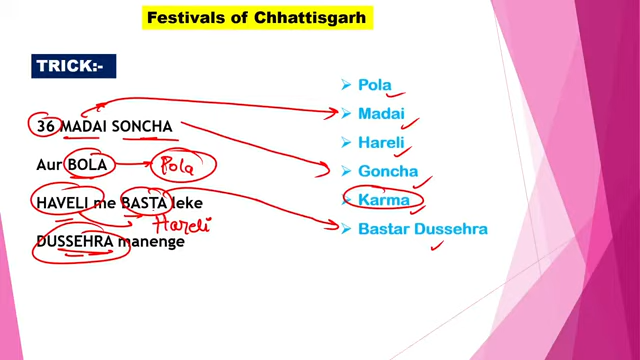 Festivals of Chhattisgarh
TRICK:-
36 MADAI SONCHA
Aur BOLA Pola
HAVELI me BASTA leke
Hareli
DUSSEHRA manenge
Pola
Madai
Hareli
Goncha
Karma
Bastar Dussehra